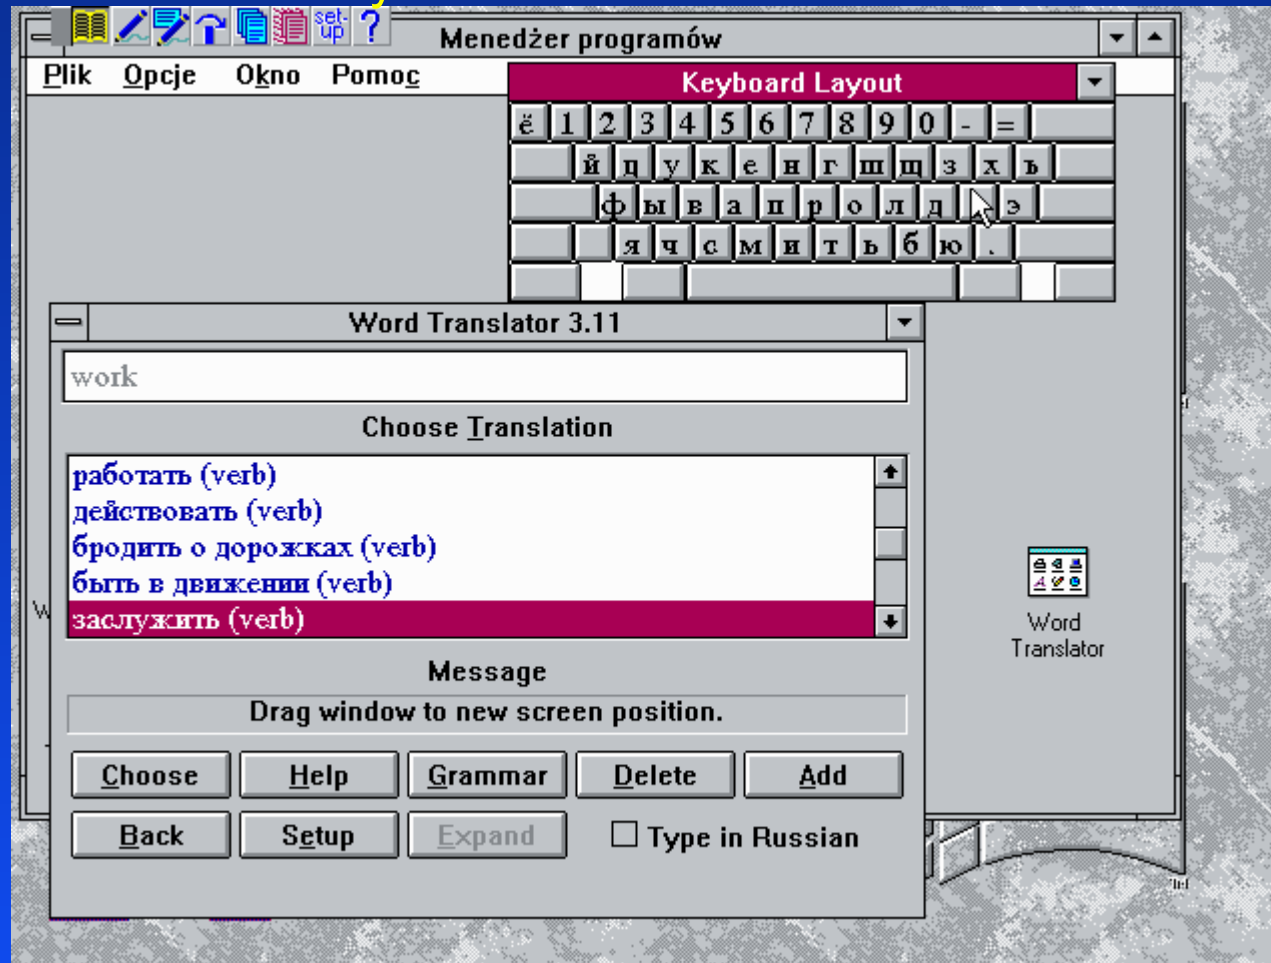 set-up ?
Menedżer programów
Plik Opcje Okno Pomoc
Keyboard Layout
ё 1 2 3 4 5 6 7 8 9 0 - =
й ц у к е н г ш щ з х ъ
ф ы в а п р о л д э
я ч с м и т ь б ю .
Word Translator 3.11
work
Choose Translation
работать (verb)
действовать (verb)
бродить о дорожках (verb)
быть в движении (verb)
заслужить (verb)
Message
Drag window to new screen position.
Choose Help Grammar Delete Add
Back Setup Expand Type in Russian
W
Word
Translator